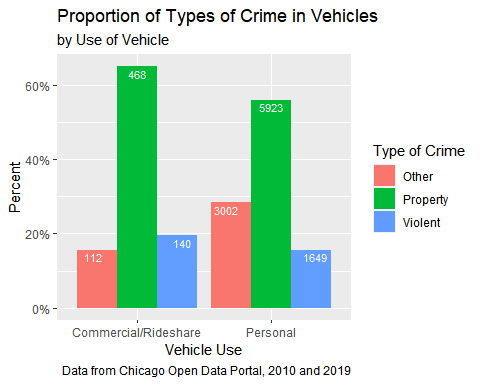 Proportion of Types of Crime in Vehicles
by Use of Vehicle
60%
40%
20%
0%
Percent
468
5923
3002
112
140
1649
Commercial/Rideshare
Personal
Vehicle Use
Data from Chicago Open Data Portal, 2010 and 2019
Type of Crime
Other
Property
Violent